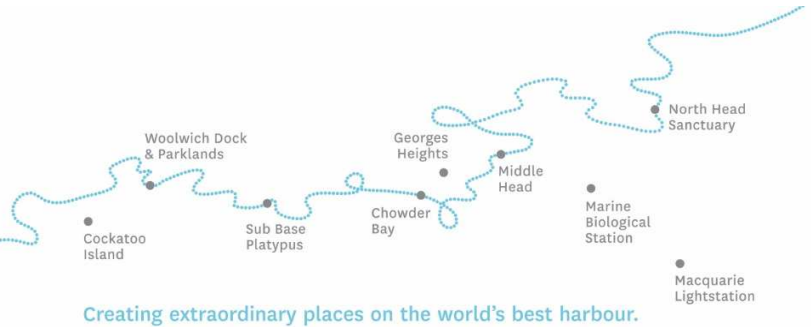 Woolwich Dock
& Parklands
Cockatoo
Island
Sub Base
Platypus
Georges
Heights
Chowder
Bay
Middle
Head
North Head
Sanctuary
Marine
Biological
Station
Macquarie
Lightstation
Creating extraordinary places on the world's best harbour.